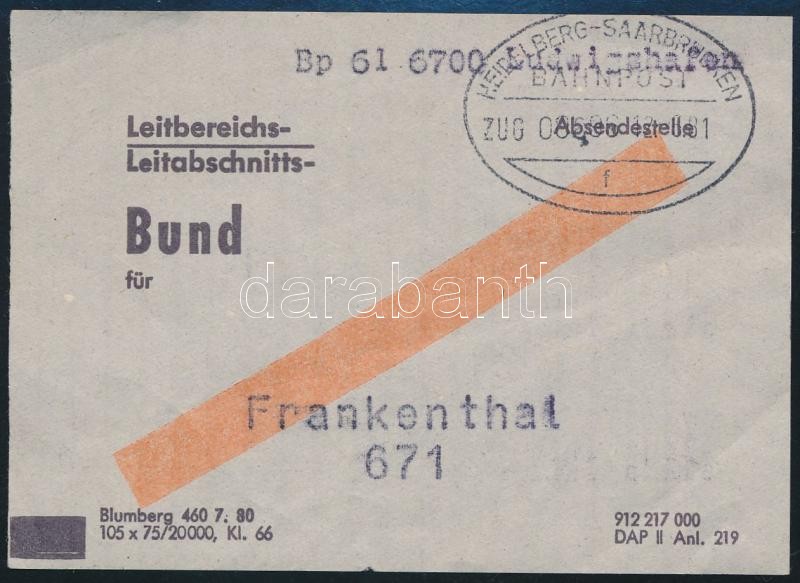 Bp 61 6700 Ludwigshafen
HEIDELBERG-SAARBRÜCKEN
BAHNPOST
ZUG
f
Absendestelle
Leitbereichs-
Leitabschnitts-
Bund
für
darabanth
Frankenthal
671
Blumberg 460 7. 80
105 x 75/20000, Kl. 66
912 217 000
DAP II Anl. 219